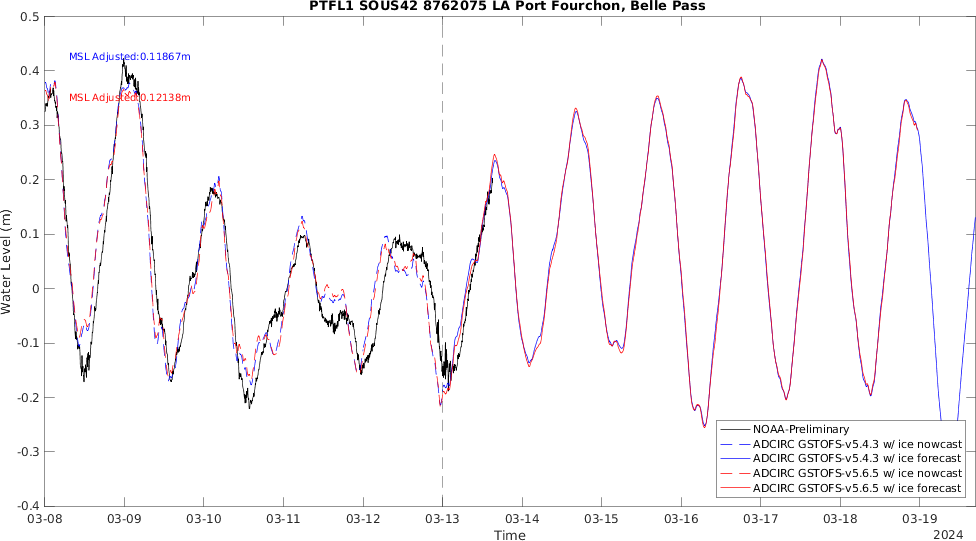 PTFL1 SOUS42 8762075 LA Port Fourchon, Belle Pass
0.5
0.4
0.3
0.2
0.1
0
-0.1
-0.2
-0.3
-0.4
Water Level (m)
MSL Adjusted:0.11867m
MSL Adjusted:0.12138m
NOAA-Preliminary
ADCIRC GSTOFS-v5.4.3 w/ ice nowcast
ADCIRC GSTOFS-v5.4.3 w/ ice forecast
ADCIRC GSTOFS-v5.6.5 w/ ice nowcast
ADCIRC GSTOFS-v5.6.5 w/ ice forecast
03-08 03-09 03-10 03-11 03-12 03-13 03-14 03-15 03-16 03-17 03-18 03-19
Time
2024